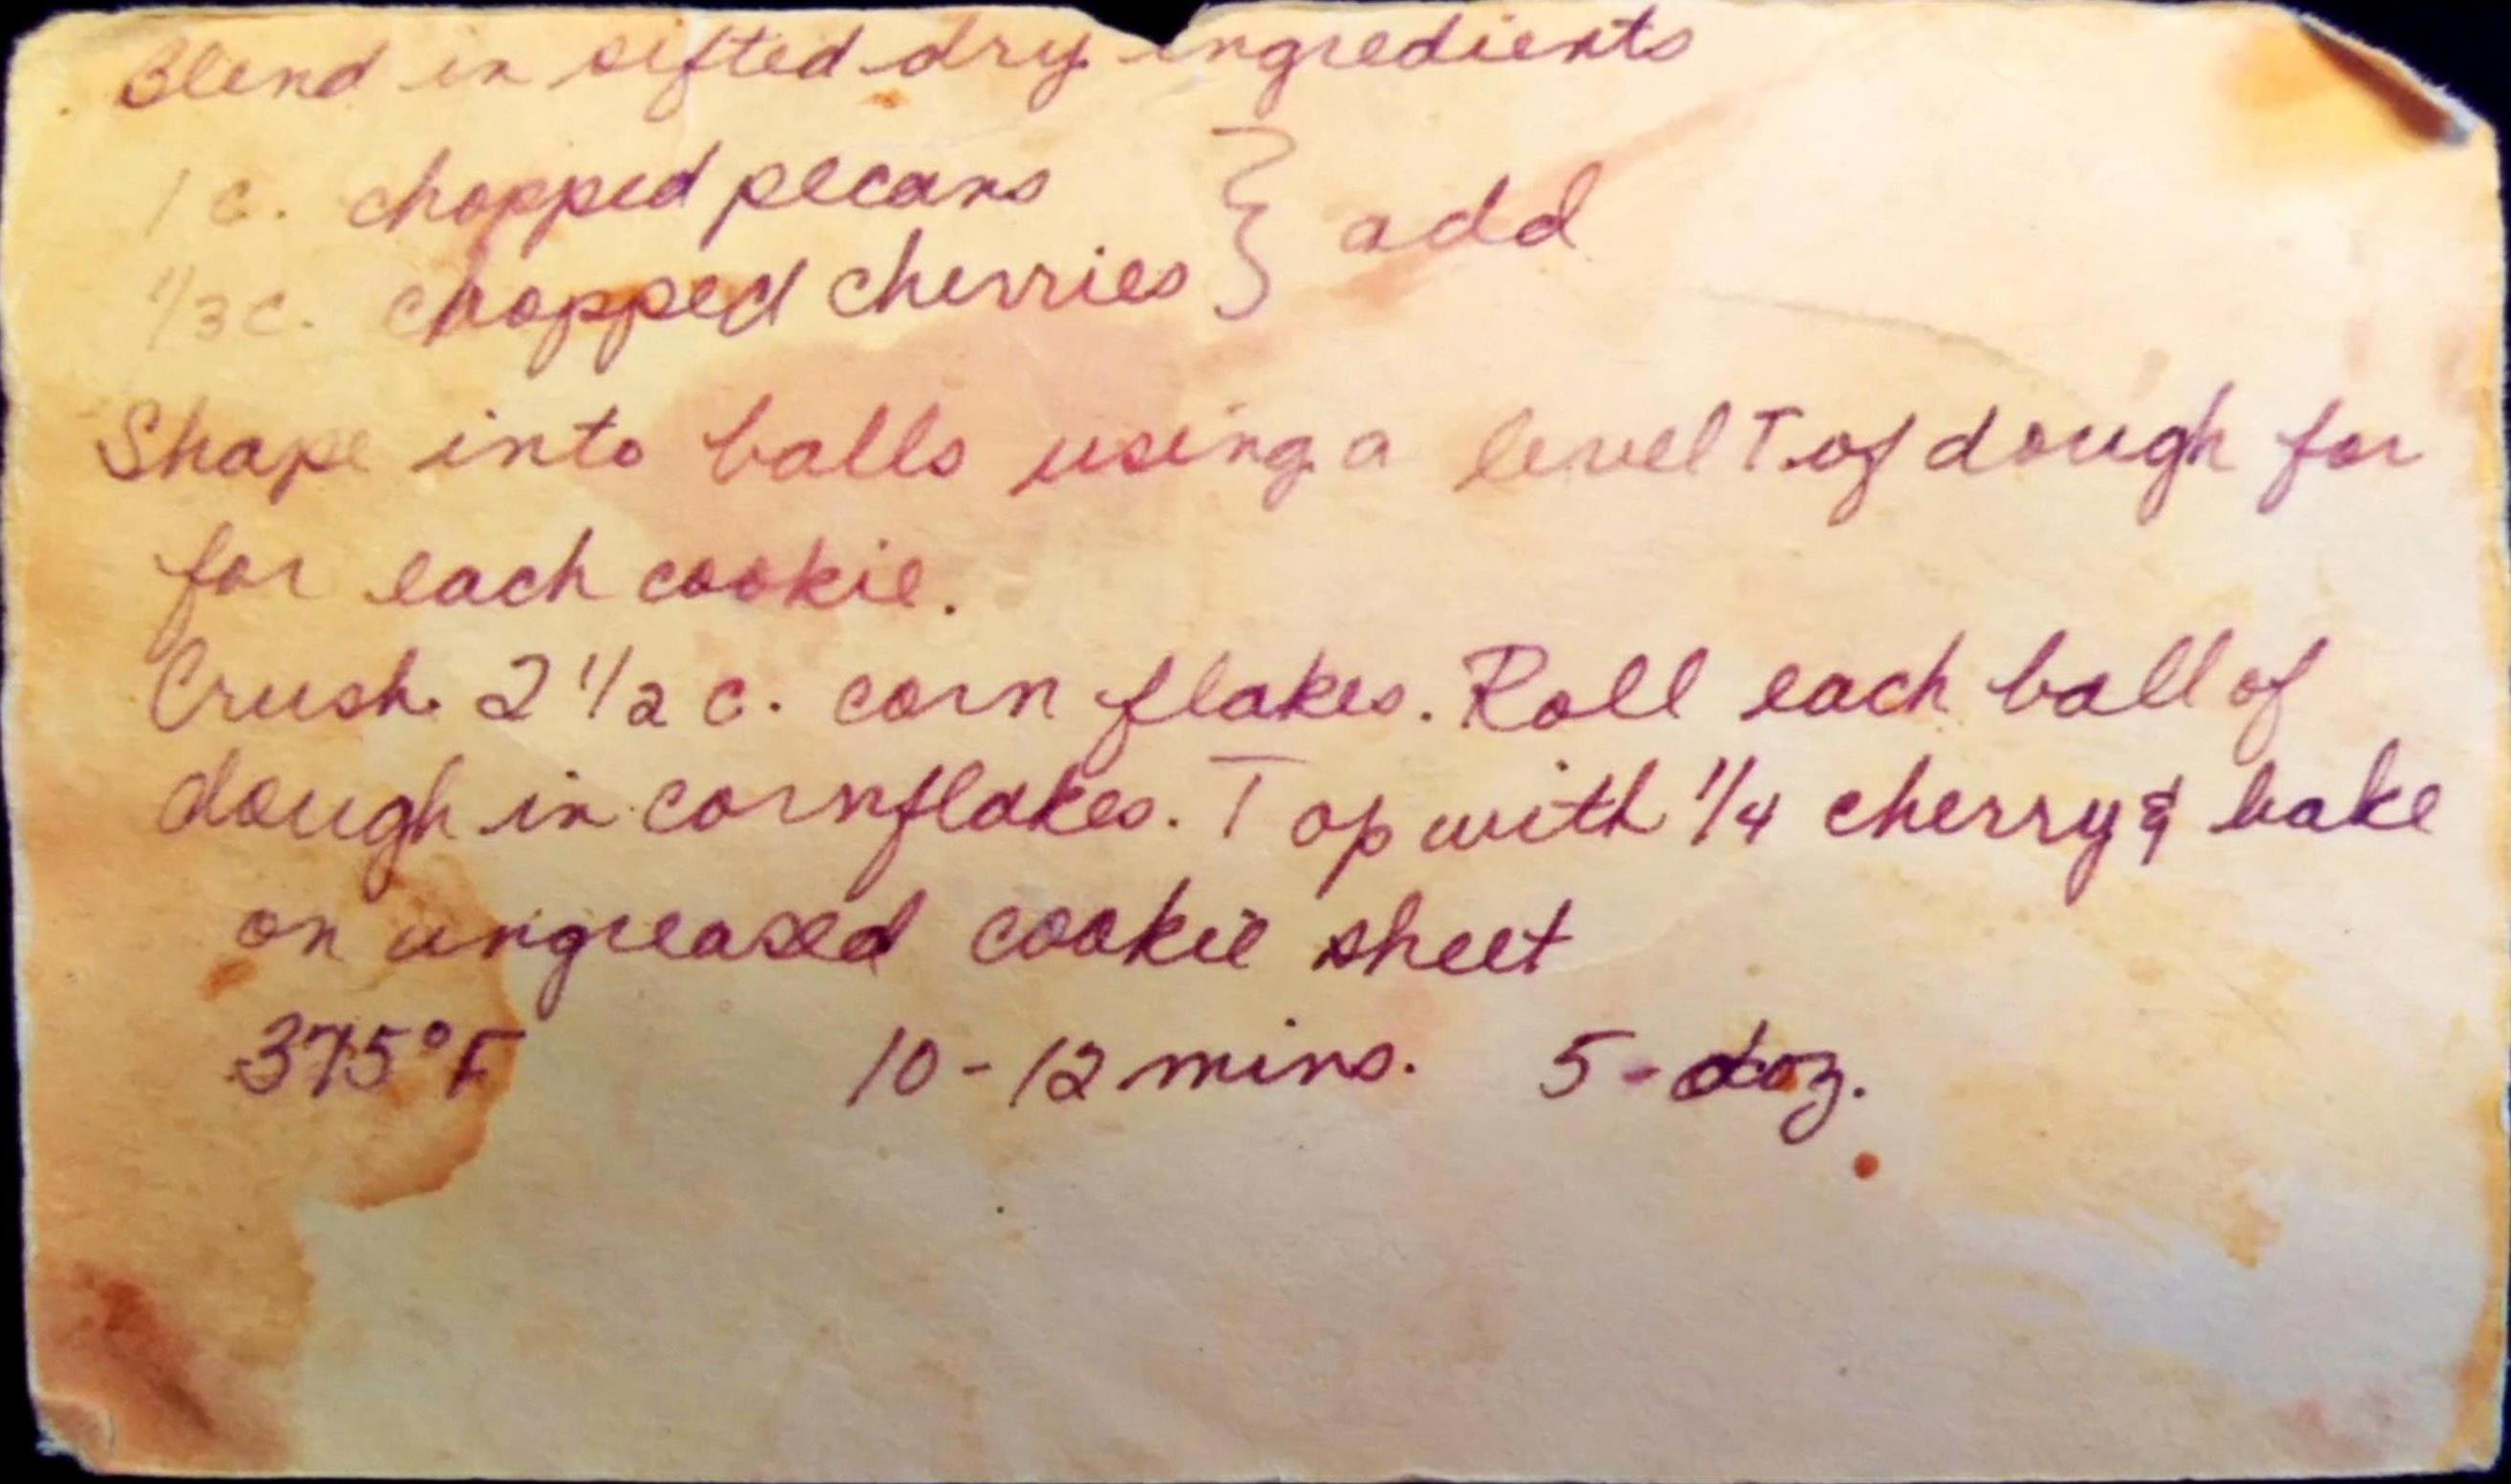 Blend in sifted dry ingredients
1 c. chopped pecans } add
1/3 c. chopped cherries
Shape into balls using a level T. of dough for
for each cookie.
Crush 2 1/2 c. corn flakes. Roll each ball of
dough in cornflakes. Top with 1/4 cherry & bake
on ungreased cookie sheet
375°F 10-12 mins. 5-doz.